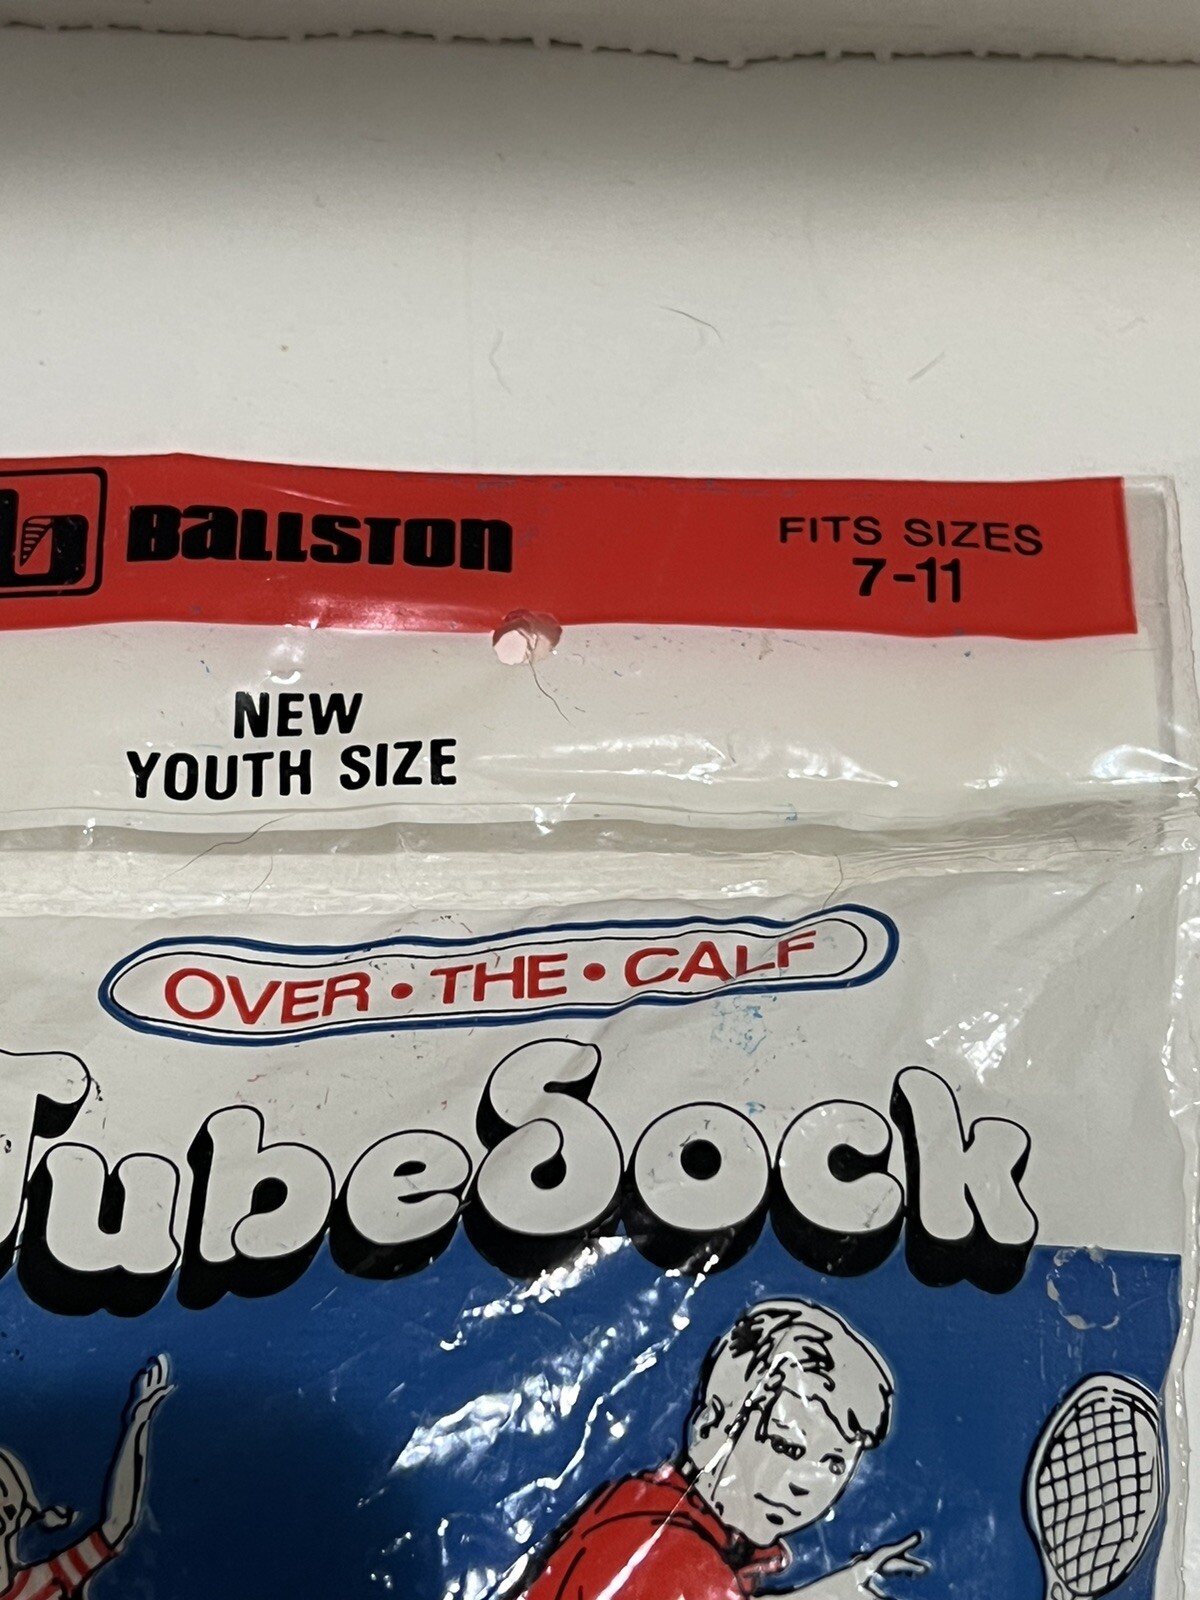 b BALLSTON
FITS SIZES
7-11
NEW
YOUTH SIZE
OVER • THE • CALF
TubeSock